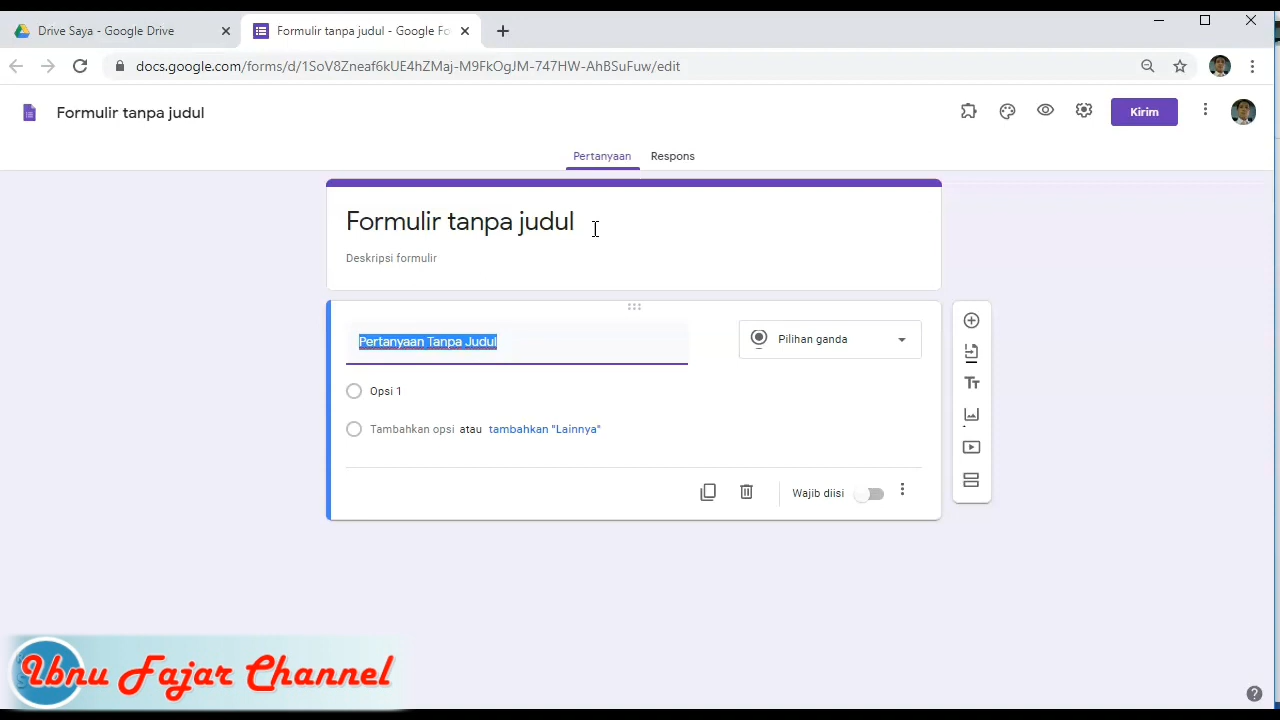 Drive Saya - Google Drive
Formulir tanpa judul - Google Fo
docs.google.com/forms/d/1SoV8Zneaf6kUE4hZMaj-M9FkOgJM-747HW-AhBSuFuw/edit
Formulir tanpa judul
Kirim
Pertanyaan Respons
Formulir tanpa judul
Deskripsi formulir
Pertanyaan Tanpa Judul
Pilihan ganda
Opsi 1
Tambahkan opsi atau tambahkan "Lainnya"
Wajib diisi
Ubnu Fajar Channel